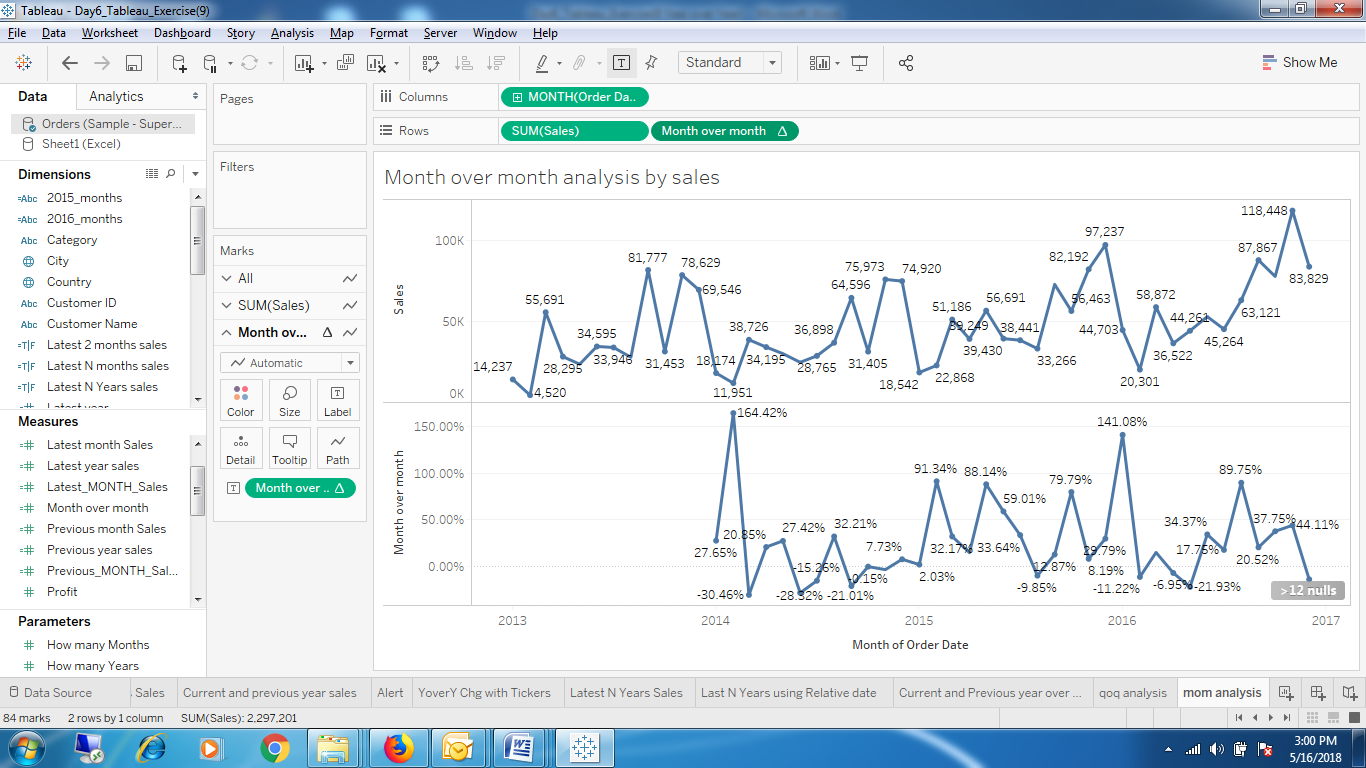 Tableau - Day6_Tableau_Exercise(9)
File Data Worksheet Dashboard Story Analysis Map Format Server Window Help
Standard
Show Me
Data Analytics
Orders (Sample - Super...
Sheet1 (Excel)
Dimensions
Abc 2015_months
Abc 2016_months
Abc Category
City
Country
Abc Customer ID
Abc Customer Name
T|F Latest 2 months sales
T|F Latest N months sales
T|F Latest N Years sales
Measures
Latest month Sales
Latest year sales
Latest_MONTH_Sales
Month over month
Previous month Sales
Previous year sales
Previous_MONTH_Sal...
Profit
Parameters
How many Months
How many Years
Pages
Filters
Marks
All
SUM(Sales)
Month ov... Δ
Automatic
Color Size Label
Detail Tooltip Path
Month over .. Δ
Columns MONTH(Order Da..
Rows SUM(Sales) Month over month Δ
Month over month analysis by sales
Sales
100K
50K
0K
14,237
4,520
55,691
28,295
34,595
33,946
81,777
31,453
78,629
69,546
18,174
11,951
38,726
34,195
36,898
28,765
64,596
31,405
75,973
74,920
18,542
22,868
51,186
39,249
39,430
56,691
38,441
33,266
82,192
56,463
97,237
44,703
20,301
58,872
36,522
44,261
45,264
63,121
87,867
118,448
83,829
Month over month
150.00%
100.00%
50.00%
0.00%
27.65%
164.42%
-30.46%
20.85%
27.42%
-28.32%
-15.26%
32.21%
-21.01%
-0.15%
7.73%
2.03%
91.34%
32.17%
88.14%
33.64%
59.01%
-9.85%
12.87%
79.79%
8.19%
29.79%
141.08%
-11.22%
-6.95%
-21.93%
34.37%
17.75%
89.75%
20.52%
37.75%
44.11%
>12 nulls
2013 2014 2015 2016 2017
Month of Order Date
Data Source
Sales
Current and previous year sales
Alert
YoverY Chg with Tickers
Latest N Years Sales
Last N Years using Relative date
Current and Previous year over ...
qoq analysis
mom analysis
84 marks 2 rows by 1 column SUM(Sales): 2,297,201
3:00 PM
5/16/2018